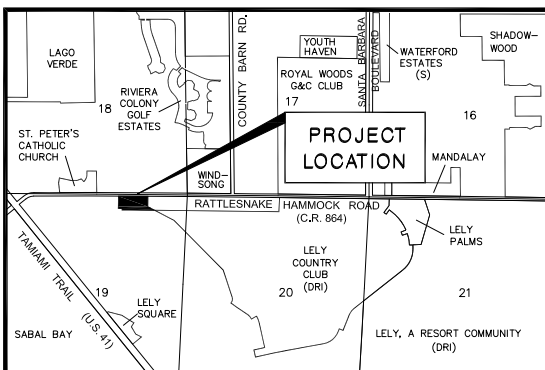 LAGO
VERDE
18
RIVIERA
COLONY
GOLF
ESTATES
ST. PETER'S
CATHOLIC
CHURCH
WIND-
SONG
COUNTY BARN RD.
YOUTH
HAVEN
ROYAL WOODS
G&C CLUB
17
SANTA BARBARA
BOULEVARD
WATERFORD
ESTATES
(S)
SHADOW-
WOOD
16
PROJECT
LOCATION
MANDALAY
RATTLESNAKE HAMMOCK ROAD
(C.R. 864)
TAMIAMI TRAIL (U.S. 41)
19
LELY
SQUARE
SABAL BAY
LELY
COUNTRY
CLUB
(DRI)
20
LELY
PALMS
21
LELY, A RESORT COMMUNITY
(DRI)